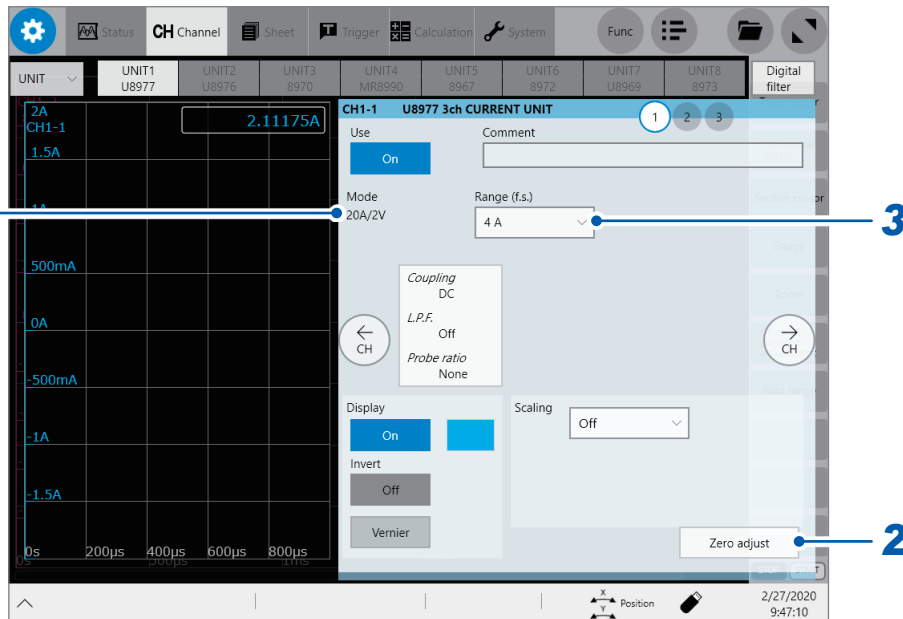 Status CH Channel Sheet Trigger Calculation System Func
UNIT
UNIT1 U8977
UNIT2 U8976
UNIT3 8970
UNIT4 MR8990
UNIT5 8967
UNIT6 8972
UNIT7 U8969
UNIT8 8973
Digital filter
2A
CH1-1
2.11175A
1.5A
1A
500mA
0A
-500mA
-1A
-1.5A
0s 200µs 400µs 600µs 800µs
0s 500µs 1ms
CH1-1 U8977 3ch CURRENT UNIT 1 2 3
Use Comment
On
Mode Range (f.s.)
20A/2V 4 A
3
Coupling
DC
L.P.F.
Off
Probe ratio
None
← CH
→ CH
Display Scaling
On Off
Invert
Off
Vernier
Zero adjust
2
Position
2/27/2020
9:47:10